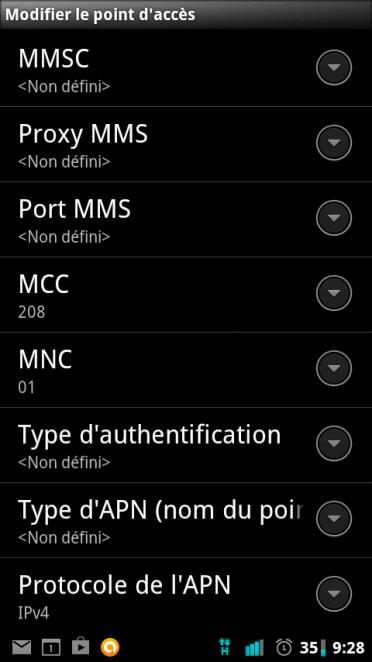 Modifier le point d'accès
MMSC
<Non défini>
Proxy MMS
<Non défini>
Port MMS
<Non défini>
MCC
208
MNC
01
Type d'authentification
<Non défini>
Type d'APN (nom du poin
<Non défini>
Protocole de l'APN
IPv4
1 H 35 9:28